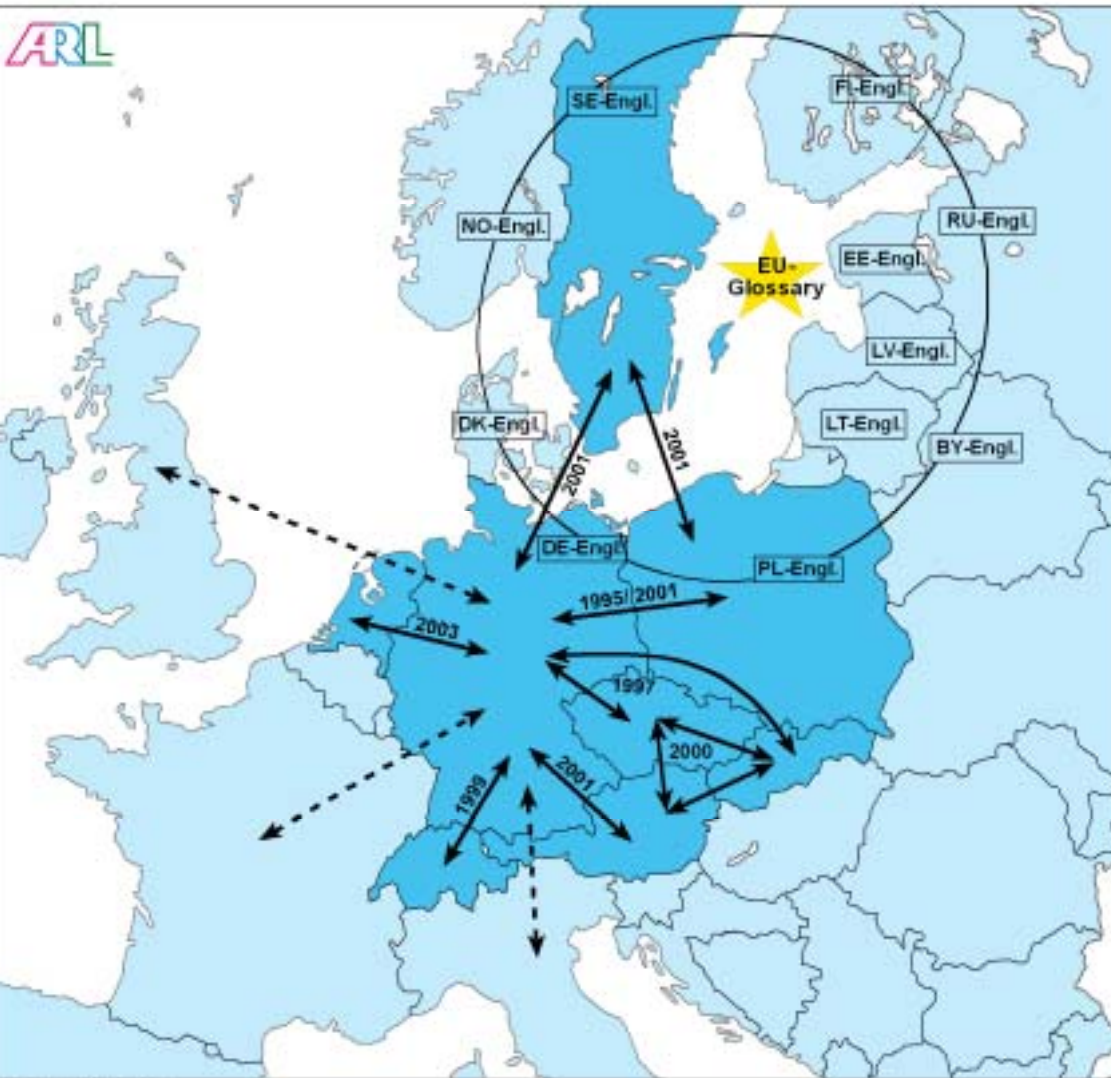 ARL
SE-Engl.
FI-Engl.
NO-Engl.
RU-Engl.
EE-Engl.
EU-
Glossary
LV-Engl.
DK-Engl.
LT-Engl.
BY-Engl.
2001
2001
DE-Engl.
PL-Engl.
1995/ 2001
2003
1997
2000
1999
2001